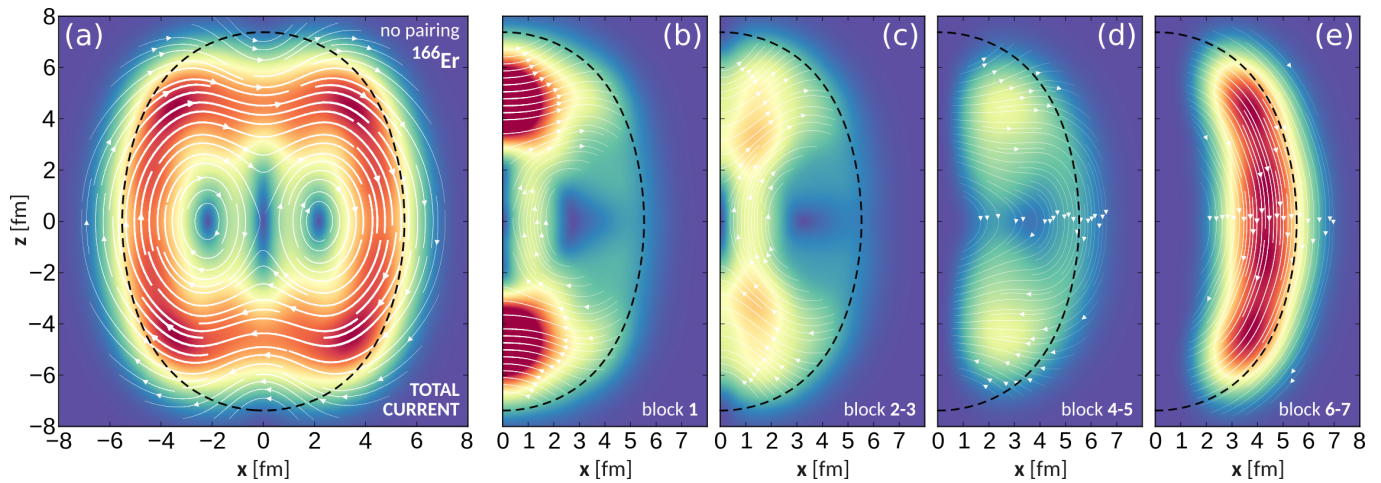 (a)
no pairing
166Er
TOTAL
CURRENT
z [fm]
8
6
4
2
0
−2
−4
−6
−8
−8 −6 −4 −2 0 2 4 6 8
x [fm]
(b)
block 1
0 1 2 3 4 5 6 7
x [fm]
(c)
block 2-3
0 1 2 3 4 5 6 7
x [fm]
(d)
block 4-5
0 1 2 3 4 5 6 7
x [fm]
(e)
block 6-7
0 1 2 3 4 5 6 7 8
x [fm]